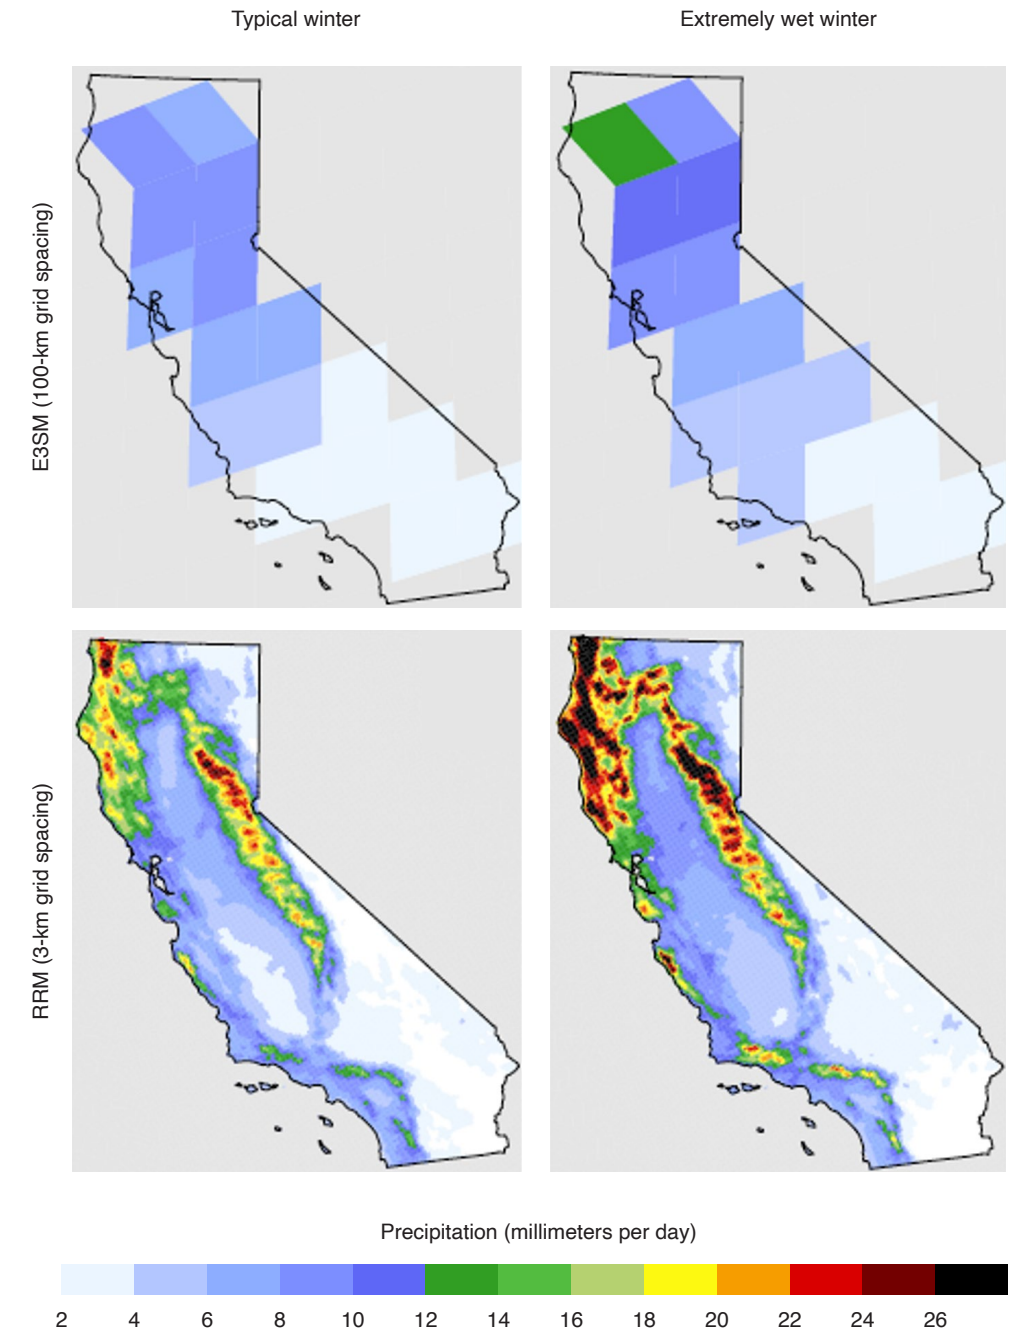 Typical winter
Extremely wet winter
E3SM (100-km grid spacing)
RRM (3-km grid spacing)
Precipitation (millimeters per day)
2 4 6 8 10 12 14 16 18 20 22 24 26